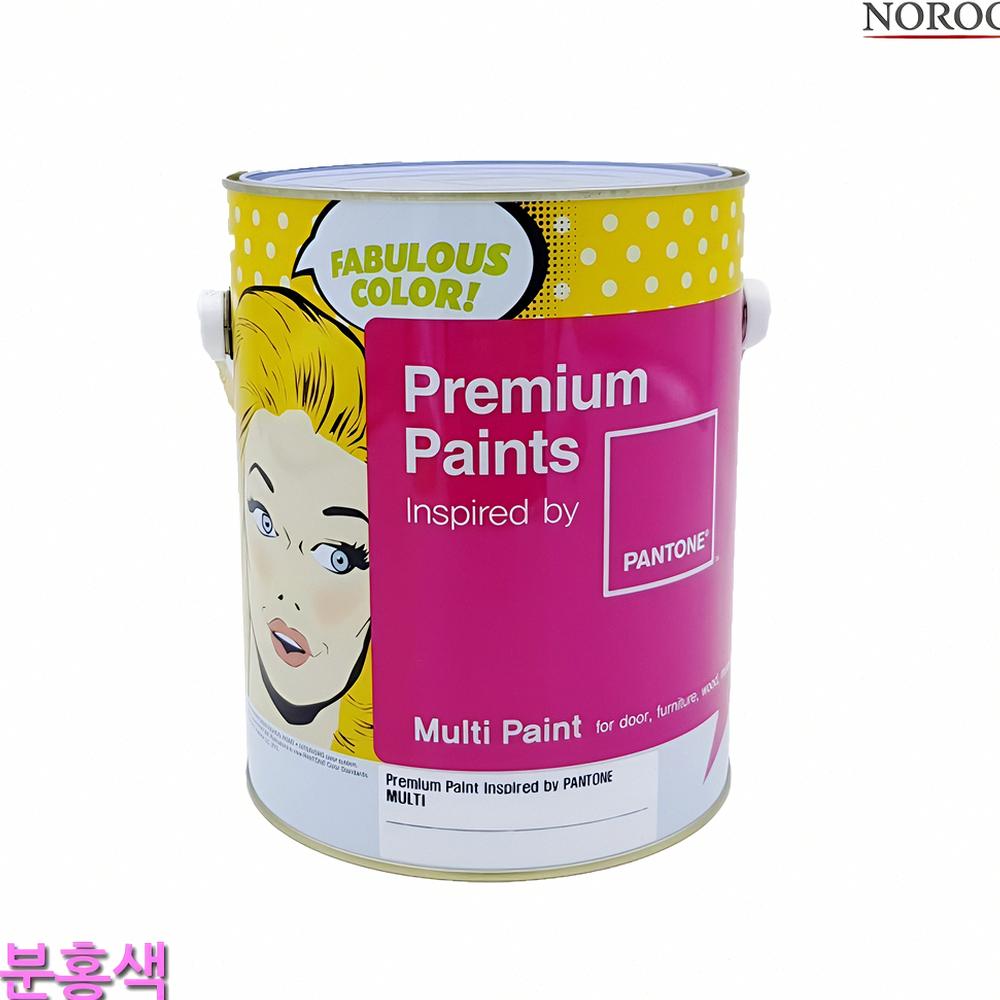 NOROO
FABULOUS
COLOR!
Premium
Paints
Inspired by
PANTONE®
Multi Paint for door, furniture, wood,
Premium Paint Inspired by PANTONE
MULTI
분홍색